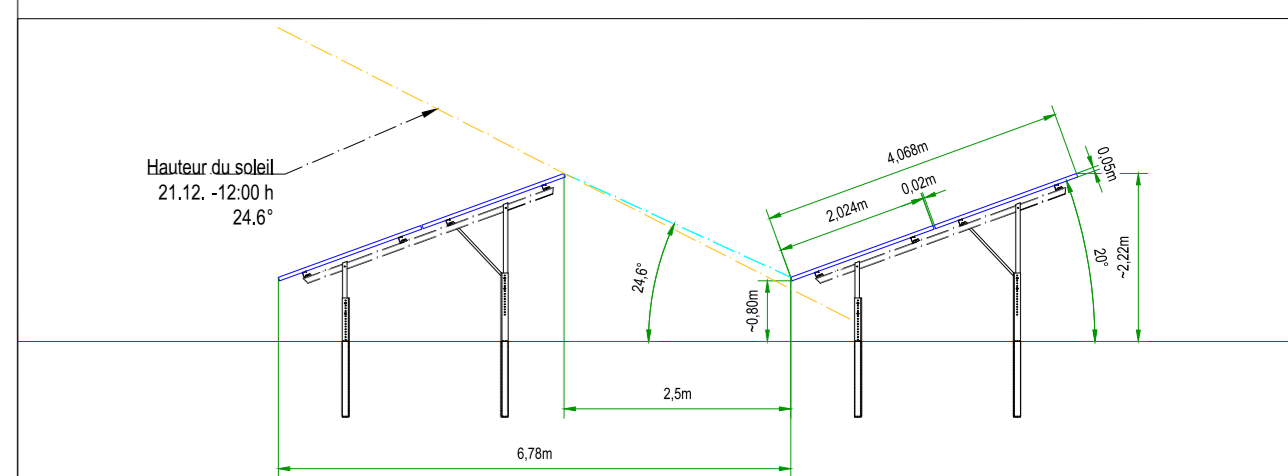 Hauteur du soleil
21.12. -12:00 h
24.6°
4,068m
0,02m
2,024m
0,05m
24,6°
~0,80m
20°
~2,22m
2,5m
6,78m